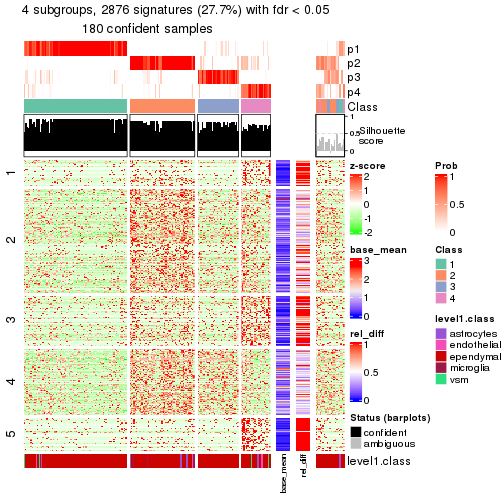 4 subgroups, 2876 signatures (27.7%) with fdr < 0.05
180 confident samples
p1
p2
p3
p4
Class
1
0.5
0
Silhouette
score
1
2
3
4
5
z-score
2
1
0
-1
-2
base_mean
3
2
1
0
rel_diff
1
0.5
0
Status (barplots)
confident
ambiguous
Prob
1
0.5
0
Class
1
2
3
4
level1.class
astrocytes
endothelial
ependymal
microglia
vsm
base_mean
rel_diff
level1.class